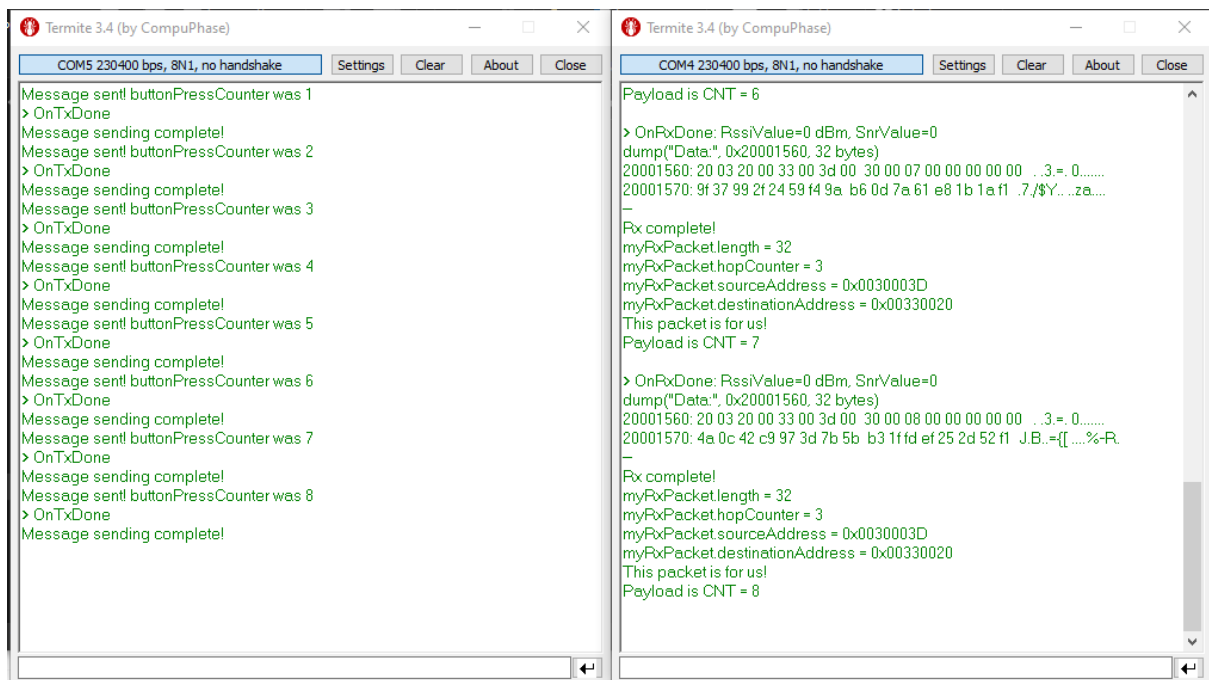 Termite 3.4 (by CompuPhase)
COM5 230400 bps, 8N1, no handshake
Settings
Clear
About
Close
Message sent! buttonPressCounter was 1
> OnTxDone
Message sending complete!
Message sent! buttonPressCounter was 2
> OnTxDone
Message sending complete!
Message sent! buttonPressCounter was 3
> OnTxDone
Message sending complete!
Message sent! buttonPressCounter was 4
> OnTxDone
Message sending complete!
Message sent! buttonPressCounter was 5
> OnTxDone
Message sending complete!
Message sent! buttonPressCounter was 6
> OnTxDone
Message sending complete!
Message sent! buttonPressCounter was 7
> OnTxDone
Message sending complete!
Message sent! buttonPressCounter was 8
> OnTxDone
Message sending complete!
Termite 3.4 (by CompuPhase)
COM4 230400 bps, 8N1, no handshake
Settings
Clear
About
Close
Payload is CNT = 6
> OnRxDone: RssiValue=0 dBm, SnrValue=0
dump("Data:", 0x20001560, 32 bytes)
20001560: 20 03 20 00 33 00 3d 00  30 00 07 00 00 00 00 00  . .3.=. 0.......
20001570: 9f 37 99 2f 24 59 f4 9a  b6 0d 7a 61 e8 1b 1a f1  .7./$Y.. ..za....
--
Rx complete!
myRxPacket.length = 32
myRxPacket.hopCounter = 3
myRxPacket.sourceAddress = 0x0030003D
myRxPacket.destinationAddress = 0x00330020
This packet is for us!
Payload is CNT = 7
> OnRxDone: RssiValue=0 dBm, SnrValue=0
dump("Data:", 0x20001560, 32 bytes)
20001560: 20 03 20 00 33 00 3d 00  30 00 08 00 00 00 00 00  . .3.=. 0.......
20001570: 4a 0c 42 c9 97 3d 7b 5b  b3 1f fd ef 25 2d 52 f1  J.B..={[ ....%-R.
--
Rx complete!
myRxPacket.length = 32
myRxPacket.hopCounter = 3
myRxPacket.sourceAddress = 0x0030003D
myRxPacket.destinationAddress = 0x00330020
This packet is for us!
Payload is CNT = 8